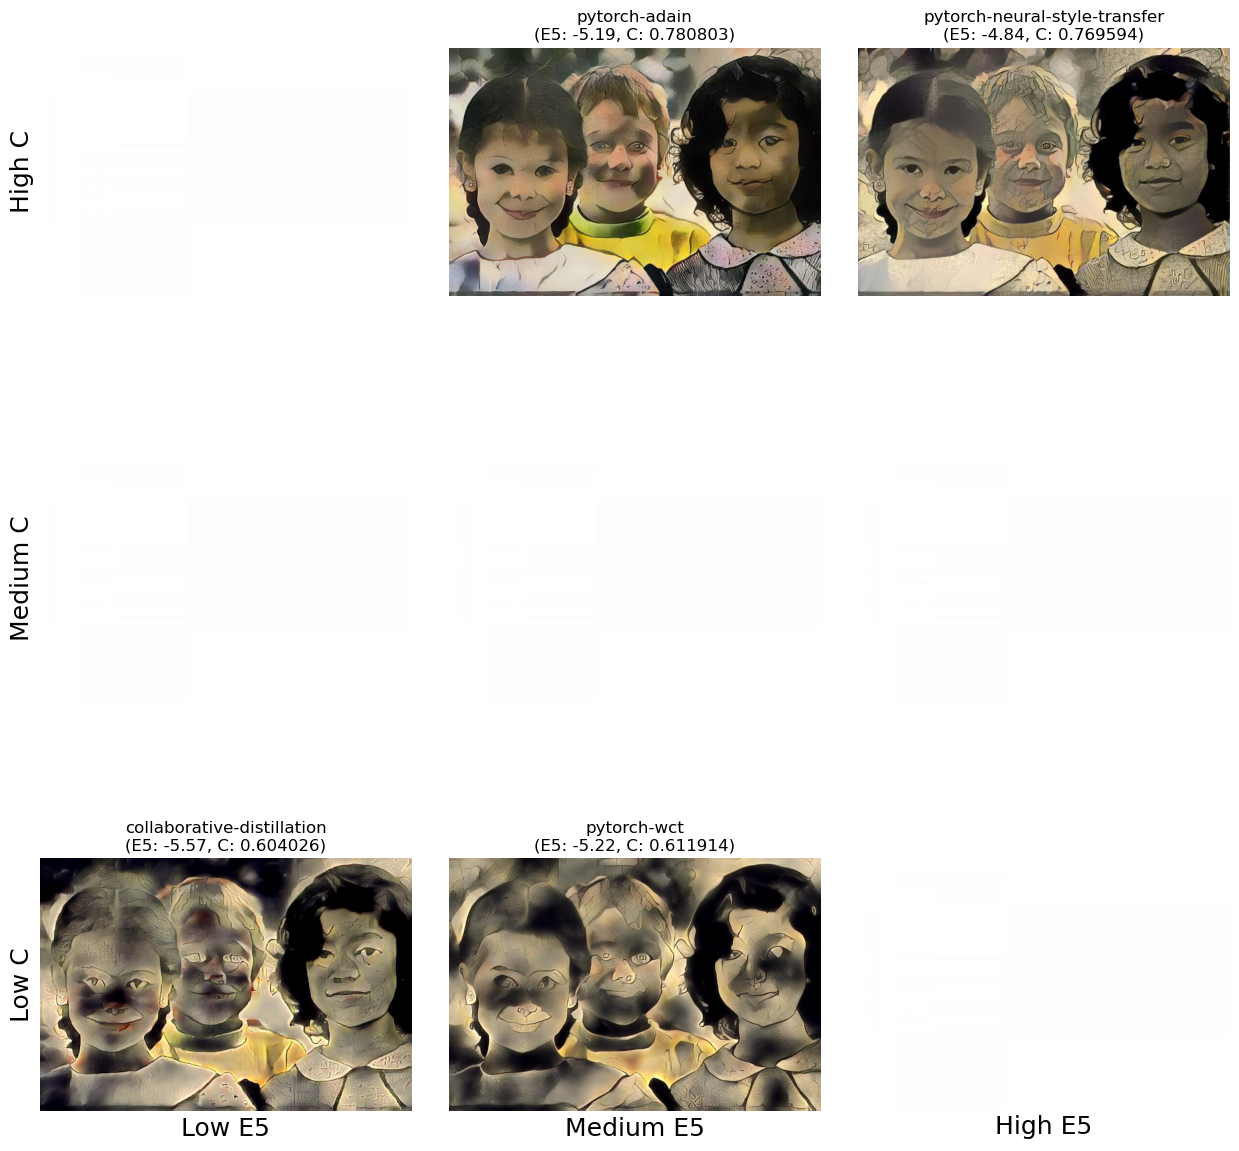 pytorch-adain
(E5: -5.19, C: 0.780803)
pytorch-neural-style-transfer
(E5: -4.84, C: 0.769594)
High C
Medium C
collaborative-distillation
(E5: -5.57, C: 0.604026)
pytorch-wct
(E5: -5.22, C: 0.611914)
Low C
Low E5
Medium E5
High E5